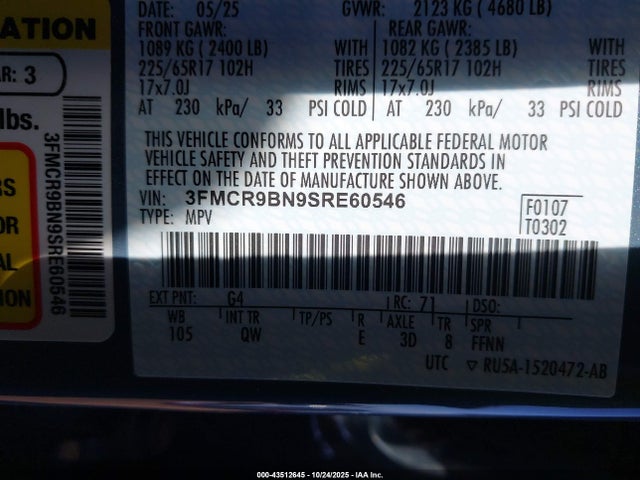 DATE: 05/25 GVWR: 2123 KG ( 4680 LB)
FRONT GAWR: REAR GAWR:
1089 KG ( 2400 LB) WITH 1082 KG ( 2385 LB) WITH
225/65R17 102H TIRES 225/65R17 102H TIRES
17x7.0J RIMS 17x7.0J RIMS
AT 230 kPa/ 33 PSI COLD AT 230 kPa/ 33 PSI COLD
THIS VEHICLE CONFORMS TO ALL APPLICABLE FEDERAL MOTOR
VEHICLE SAFETY AND THEFT PREVENTION STANDARDS IN
EFFECT ON THE DATE OF MANUFACTURE SHOWN ABOVE.
VIN: 3FMCR9BN9SRE60546
TYPE: MPV
F0107
T0302
EXT PNT: G4 RC: 71 DSO:
WB INT TR TP/PS R AXLE TR SPR
105 QW E 3D 8 FFNN
UTC ▽ RU5A-1520472-AB
3
lbs.
3FMCR9BN9SRE60546
000-43512645 - 10/24/2025 - IAAI, Inc.